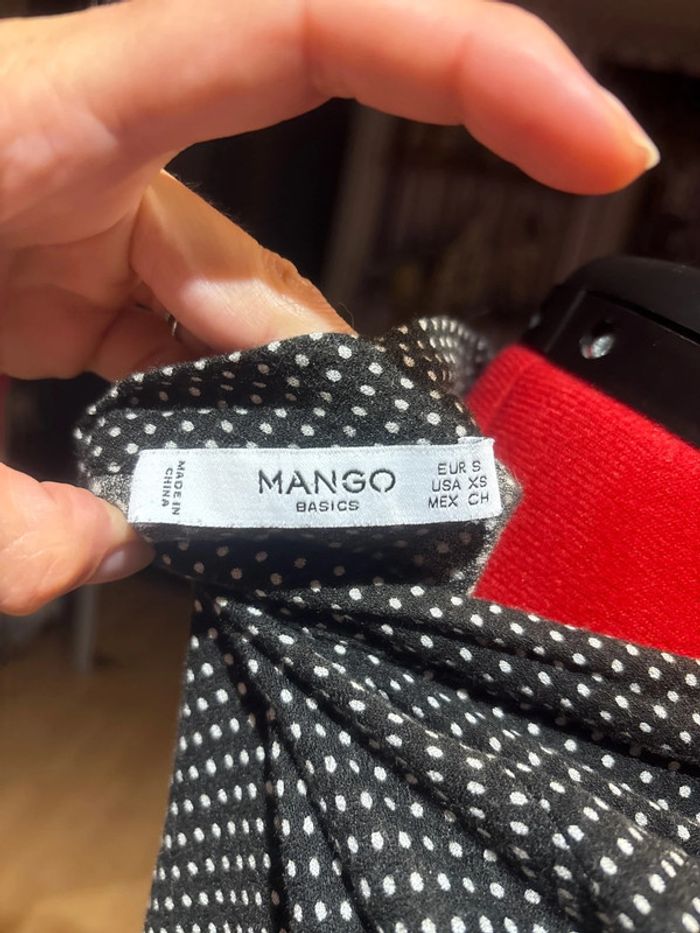 MADE IN
CHINA
MANGO
BASICS
EUR S
USA XS
MEX CH